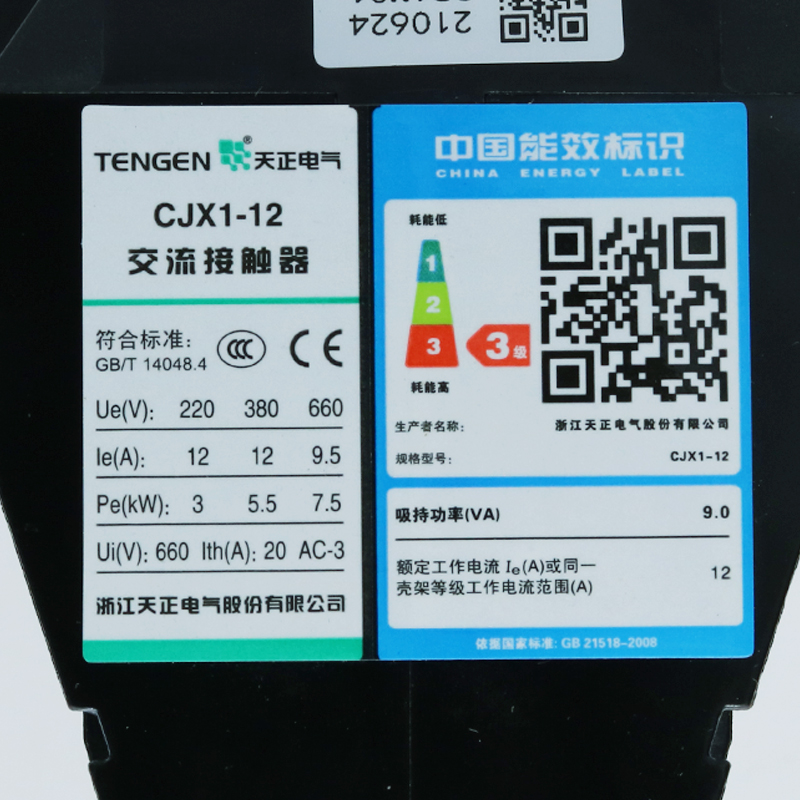 210624
TENGEN ® 天正电气
CJX1-12
交流接触器
符合标准:
GB/T 14048.4
CCC CE
Ue(V): 220 380 660
Ie(A): 12 12 9.5
Pe(kW): 3 5.5 7.5
Ui(V): 660 Ith(A): 20 AC-3
浙江天正电气股份有限公司
中国能效标识
CHINA ENERGY LABEL
耗能低
1
2
3 3级
耗能高
生产者名称: 浙江天正电气股份有限公司
规格型号: CJX1-12
吸持功率(VA) 9.0
额定工作电流 Ie(A)或同一
壳架等级工作电流范围(A) 12
依据国家标准: GB 21518-2008